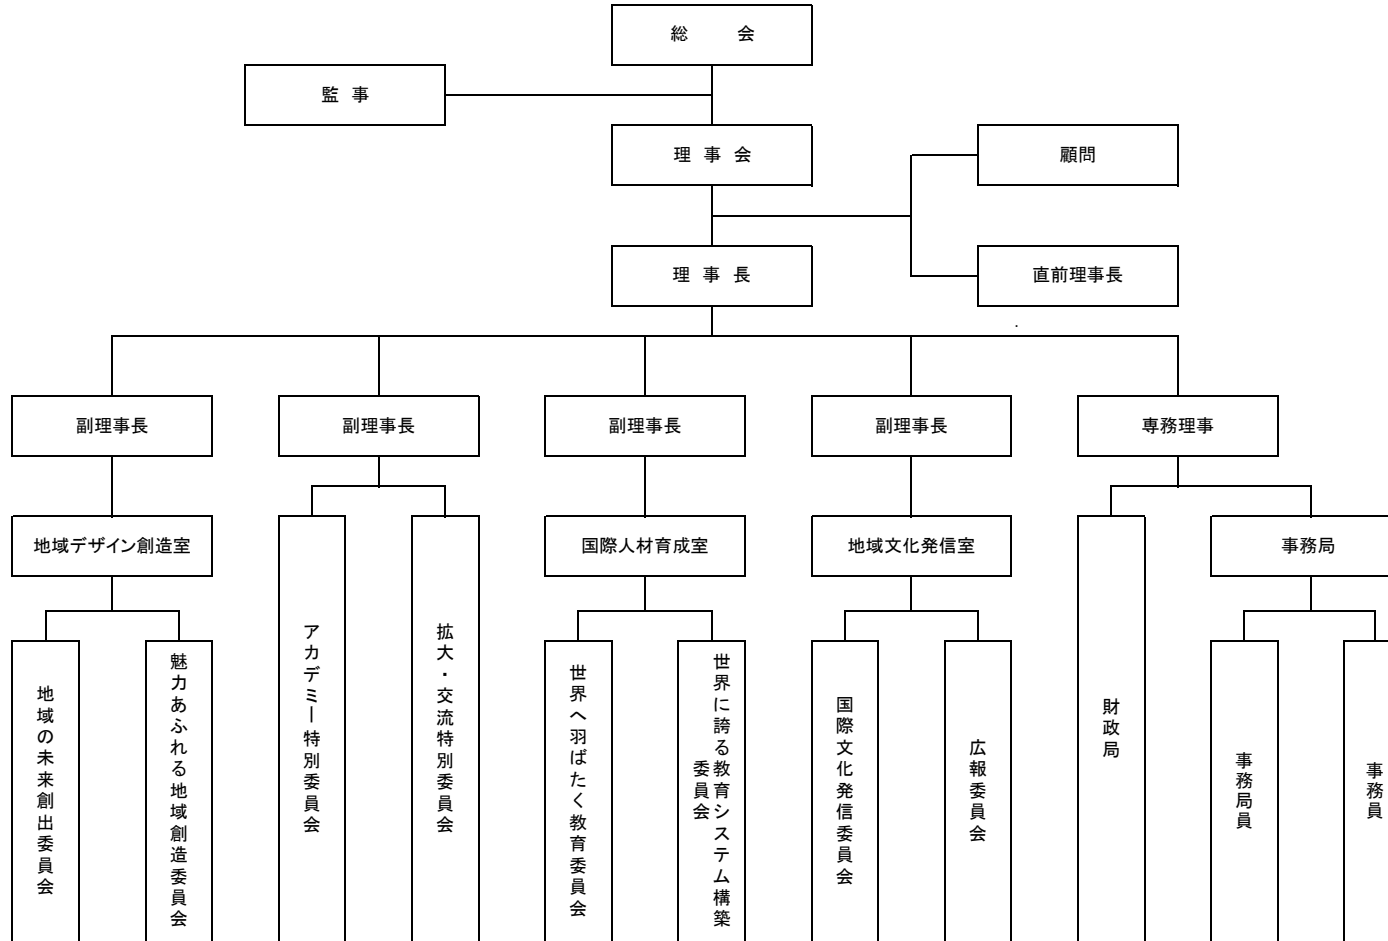 総　会
監 事
理 事 会
顧問
理 事 長
直前理事長
副理事長
副理事長
副理事長
副理事長
専務理事
地域デザイン創造室
国際人材育成室
地域文化発信室
事務局
地域の未来創出委員会
魅力あふれる地域創造委員会
アカデミー特別委員会
拡大・交流特別委員会
世界へ羽ばたく教育委員会
世界に誇る教育システム構築
委員会
国際文化発信委員会
広報委員会
財政局
事務局員
事務員